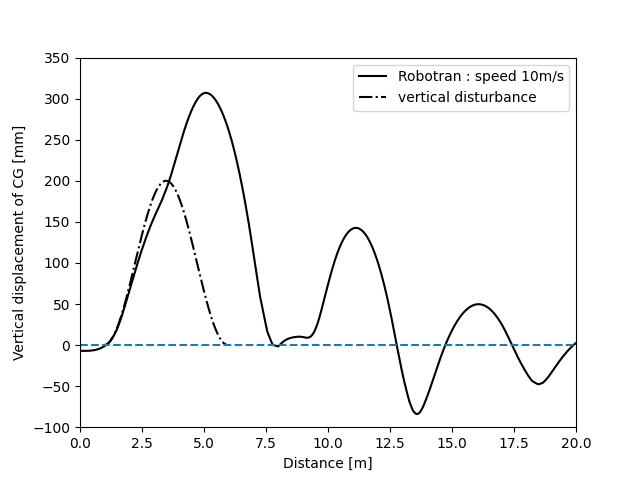 Robotran : speed 10m/s
vertical disturbance
Vertical displacement of CG [mm]
350
300
250
200
150
100
50
0
−50
−100
0.0 2.5 5.0 7.5 10.0 12.5 15.0 17.5 20.0
Distance [m]